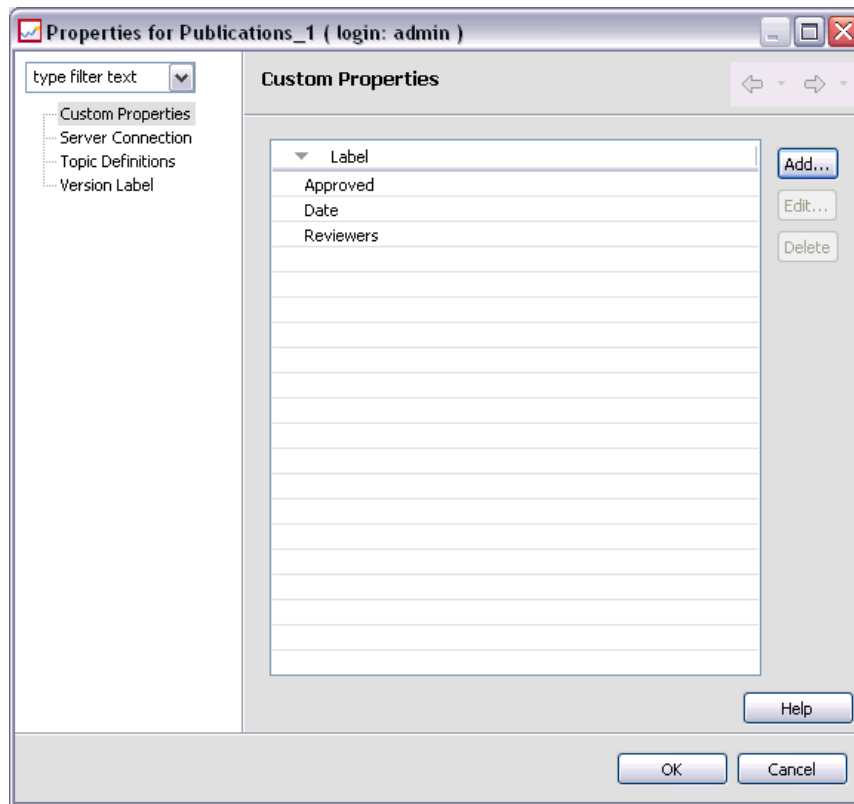 Properties for Publications_1 ( login: admin )
type filter text
Custom Properties
Server Connection
Topic Definitions
Version Label
Custom Properties
Label
Approved
Date
Reviewers
Add...
Edit...
Delete
Help
OK
Cancel